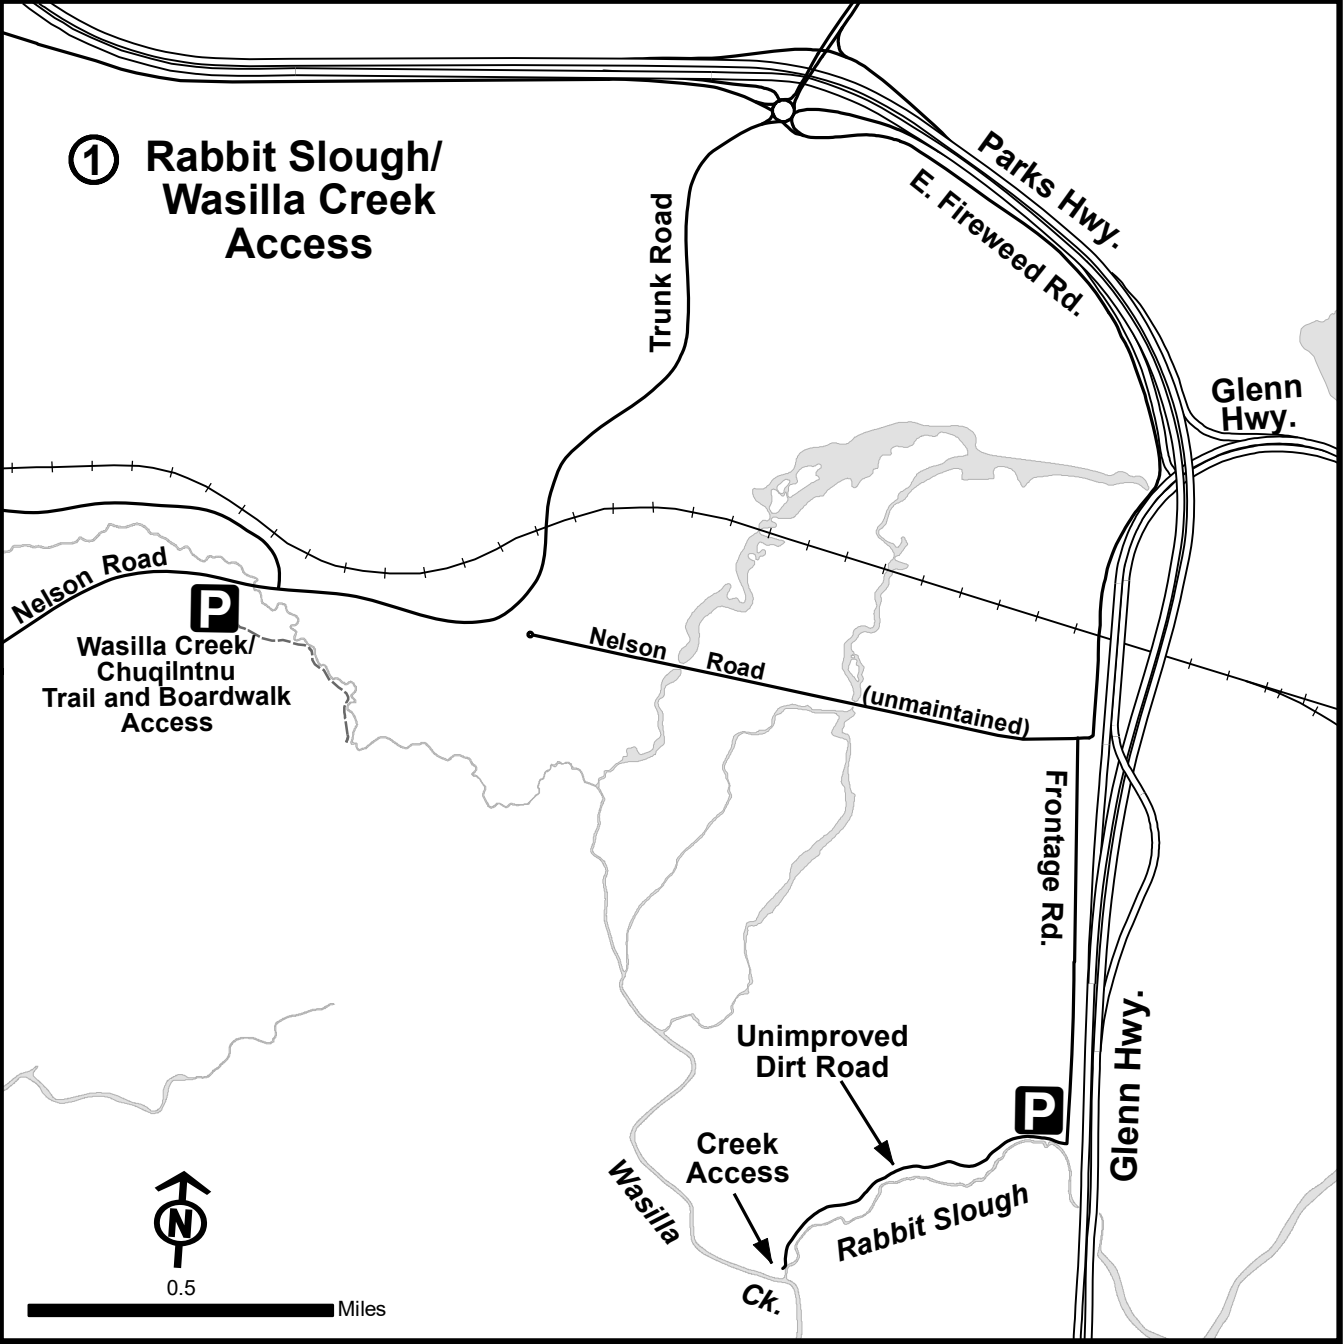 1
Rabbit Slough/
Wasilla Creek
Access
Parks Hwy.
E. Fireweed Rd.
Trunk Road
Glenn
Hwy.
Nelson Road
P
Wasilla Creek/
Chuqilntnu
Trail and Boardwalk
Access
Nelson Road (unmaintained)
Frontage Rd.
Unimproved
Dirt Road
P
Glenn Hwy.
Creek
Access
Wasilla Ck.
Rabbit Slough
N
0.5
Miles